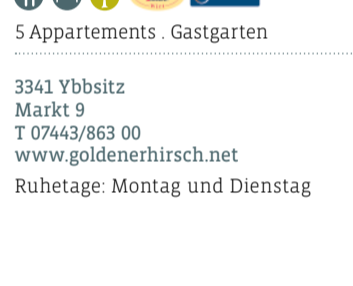 5 Appartements . Gastgarten
3341 Ybbsitz
Markt 9
T 07443/863 00
www.goldenerhirsch.net
Ruhetage: Montag und Dienstag